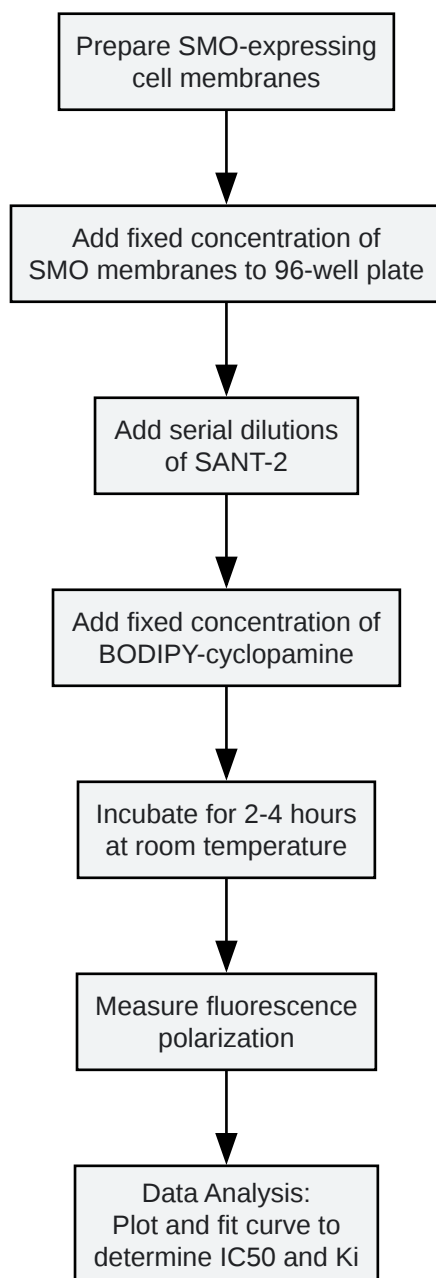 Prepare SMO-expressing
cell membranes
Add fixed concentration of
SMO membranes to 96-well plate
Add serial dilutions
of SANT-2
Add fixed concentration of
BODIPY-cyclopamine
Incubate for 2-4 hours
at room temperature
Measure fluorescence
polarization
Data Analysis:
Plot and fit curve to
determine IC50 and Ki